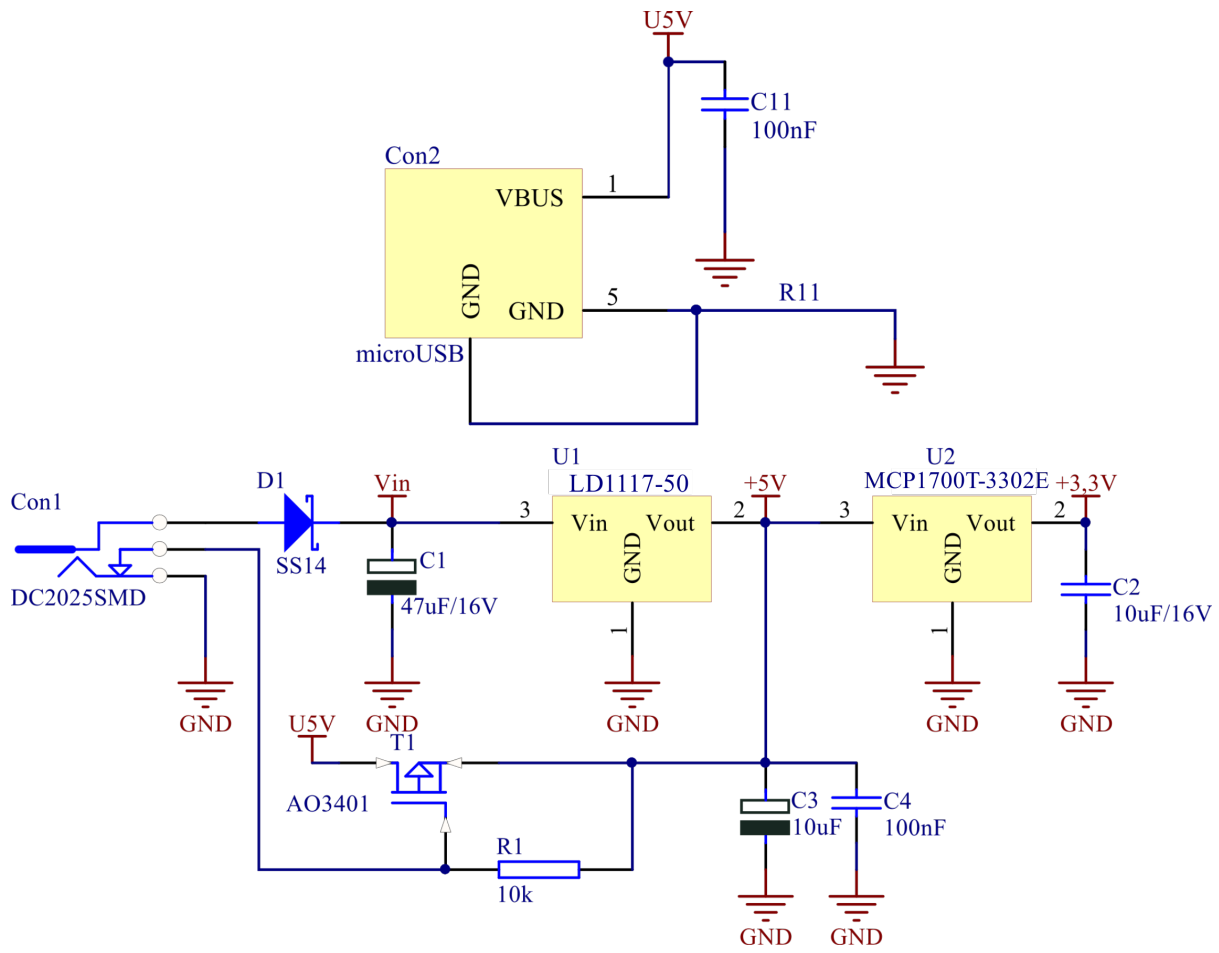 U5V
C11
100nF
Con2
VBUS
1
GND
GND
5
R11
microUSB
U1
LD1117-50
U2
MCP1700T-3302E
Con1
D1
SS14
DC2025SMD
Vin
C1
47uF/16V
3
Vin
Vout
GND
2
1
+5V
3
Vin
Vout
GND
2
1
+3,3V
C2
10uF/16V
GND
GND
GND
GND
GND
U5V
T1
AO3401
R1
10k
C3
10uF
C4
100nF
GND
GND